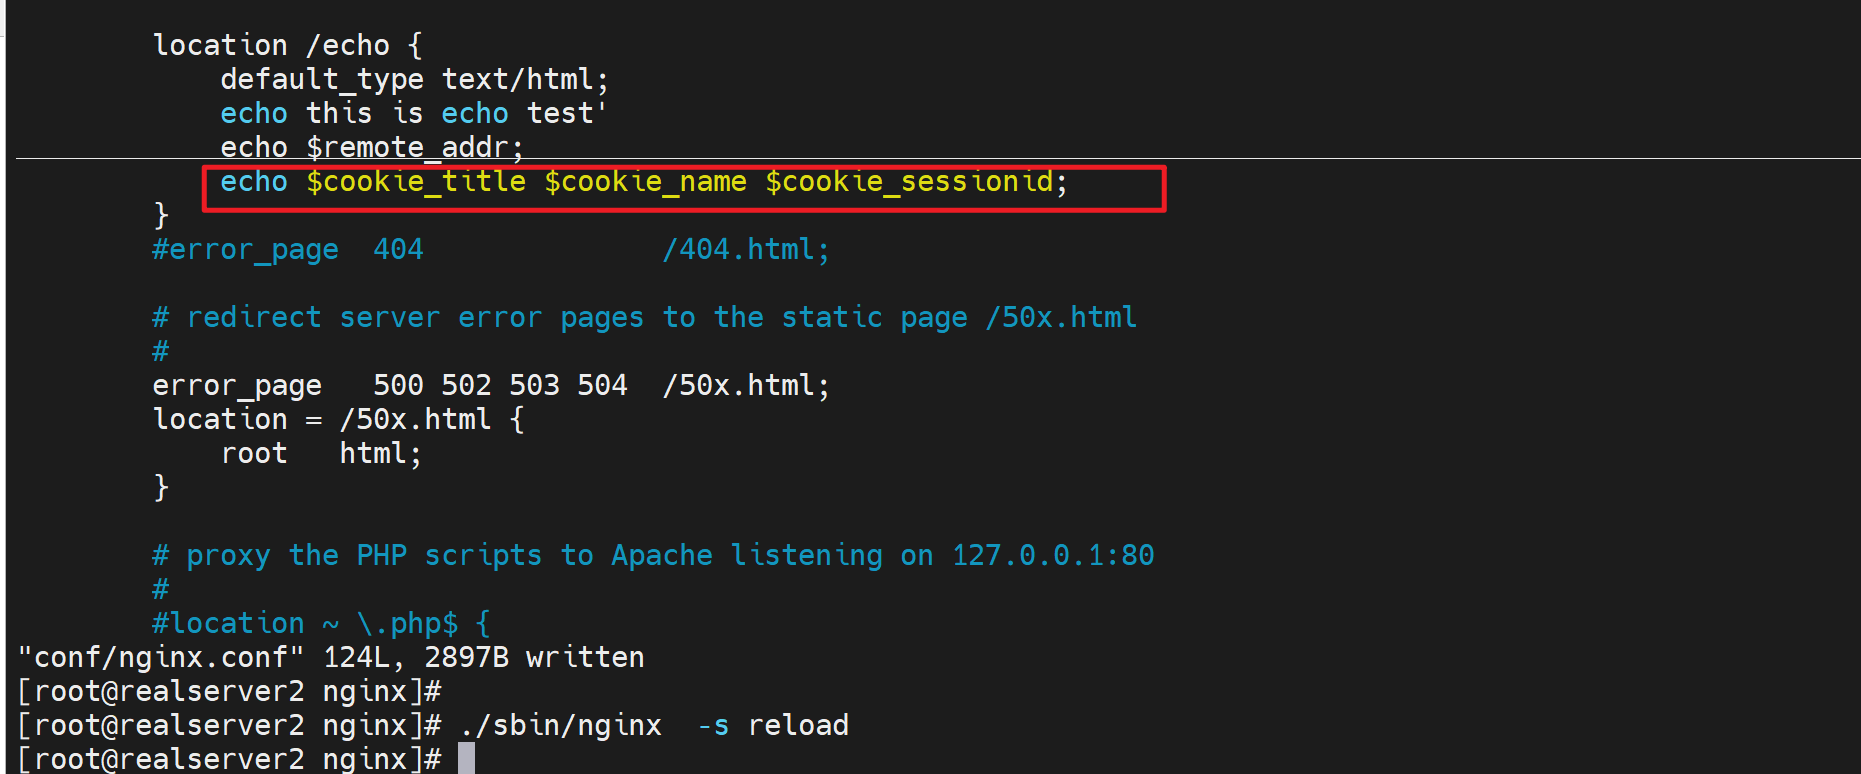 location /echo {
default_type text/html;
echo this is echo test'
echo $remote_addr;
echo $cookie_title $cookie_name $cookie_sessionid;
}
#error_page  404              /404.html;
# redirect server error pages to the static page /50x.html
#
error_page   500 502 503 504  /50x.html;
location = /50x.html {
root   html;
}
# proxy the PHP scripts to Apache listening on 127.0.0.1:80
#
#location ~ \.php$ {
"conf/nginx.conf" 124L, 2897B written
[root@realserver2 nginx]#
[root@realserver2 nginx]# ./sbin/nginx  -s reload
[root@realserver2 nginx]#